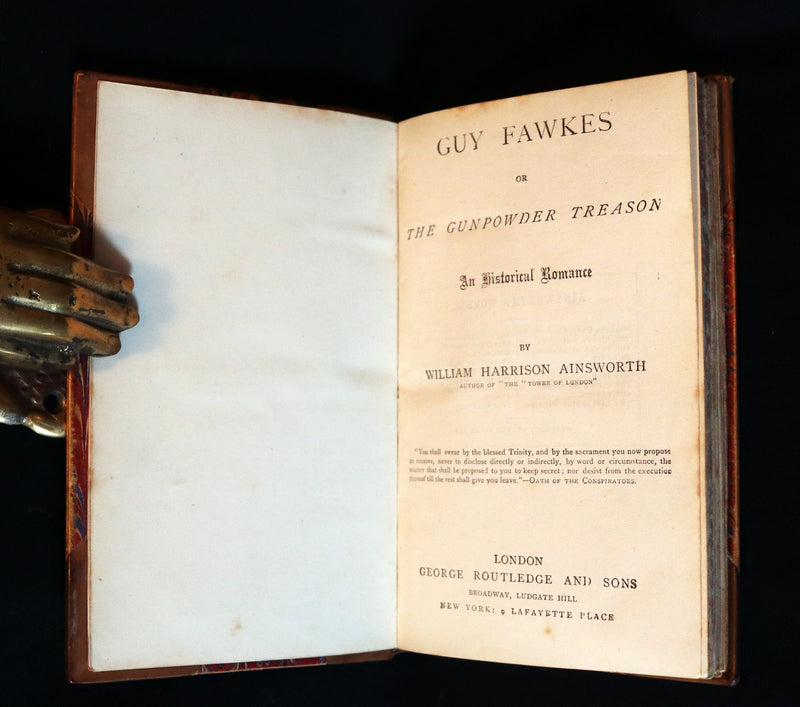 GUY FAWKES
OR
THE GUNPOWDER TREASON
An Historical Romance
BY
WILLIAM HARRISON AINSWORTH
AUTHOR OF "THE "TOWER OF LONDON"
"You shall swear by the blessed Trinity, and by the sacrament you now propose
to receive, never to disclose directly or indirectly, by word or circumstance, the
matter that shall be proposed to you to keep secret; nor desist from the execution
thereof till the rest shall give you leave."—OATH OF THE CONSPIRATORS.
LONDON
GEORGE ROUTLEDGE AND SONS
BROADWAY, LUDGATE HILL
NEW YORK: 9 LAFAYETTE PLACE